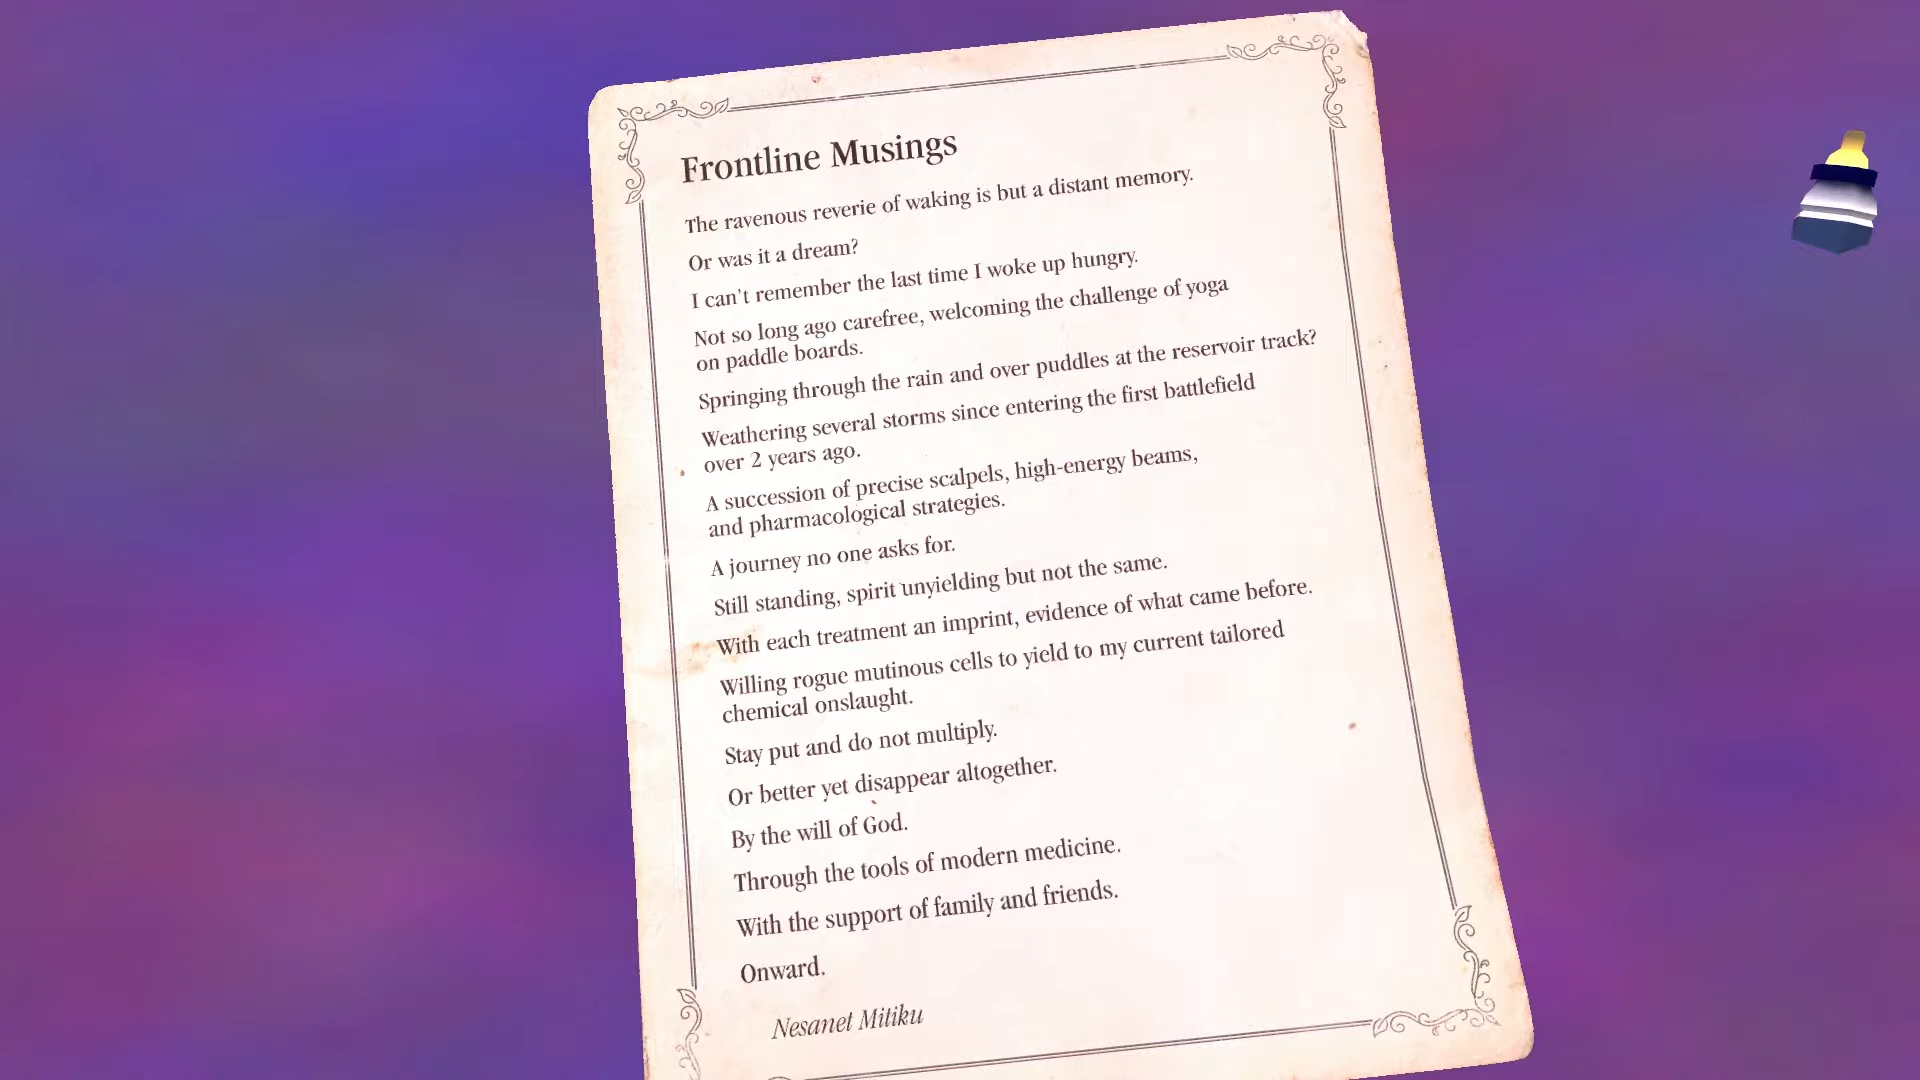 Frontline Musings
The ravenous reverie of waking is but a distant memory.
Or was it a dream?
I can't remember the last time I woke up hungry.
Not so long ago carefree, welcoming the challenge of yoga
on paddle boards.
Springing through the rain and over puddles at the reservoir track?
Weathering several storms since entering the first battlefield
over 2 years ago.
A succession of precise scalpels, high-energy beams,
and pharmacological strategies.
A journey no one asks for.
Still standing, spirit unyielding but not the same.
With each treatment an imprint, evidence of what came before.
Willing rogue mutinous cells to yield to my current tailored
chemical onslaught.
Stay put and do not multiply.
Or better yet disappear altogether.
By the will of God.
Through the tools of modern medicine.
With the support of family and friends.
Onward.
Nesanet Mitiku